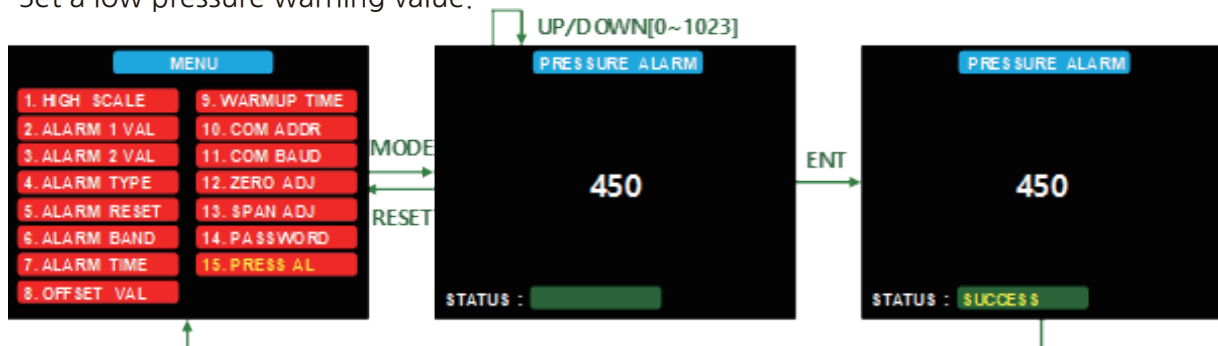 Set a low pressure warning value.
UP/DOWN[0~1023]
MENU
1. HIGH SCALE
2. ALARM 1 VAL
3. ALARM 2 VAL
4. ALARM TYPE
5. ALARM RESET
6. ALARM BAND
7. ALARM TIME
8. OFFSET VAL
9. WARMUP TIME
10. COM ADDR
11. COM BAUD
12. ZERO ADJ
13. SPAN ADJ
14. PASSWORD
15. PRESS AL
MODE
RESET
PRESSURE ALARM
450
STATUS :
ENT
PRESSURE ALARM
450
STATUS : SUCCESS